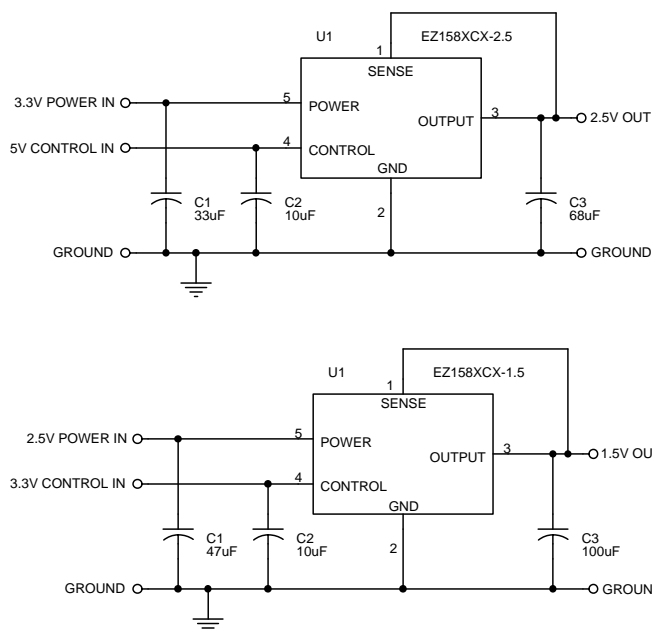 U1
EZ158XCX-2.5
1
SENSE
3.3V POWER IN
5
POWER
OUTPUT
3
2.5V OUT
5V CONTROL IN
4
CONTROL
GND
2
C1
33uF
C2
10uF
C3
68uF
GROUND
GROUND
U1
EZ158XCX-1.5
1
SENSE
2.5V POWER IN
5
POWER
OUTPUT
3
1.5V OU
3.3V CONTROL IN
4
CONTROL
GND
2
C1
47uF
C2
10uF
C3
100uF
GROUND
GROUN